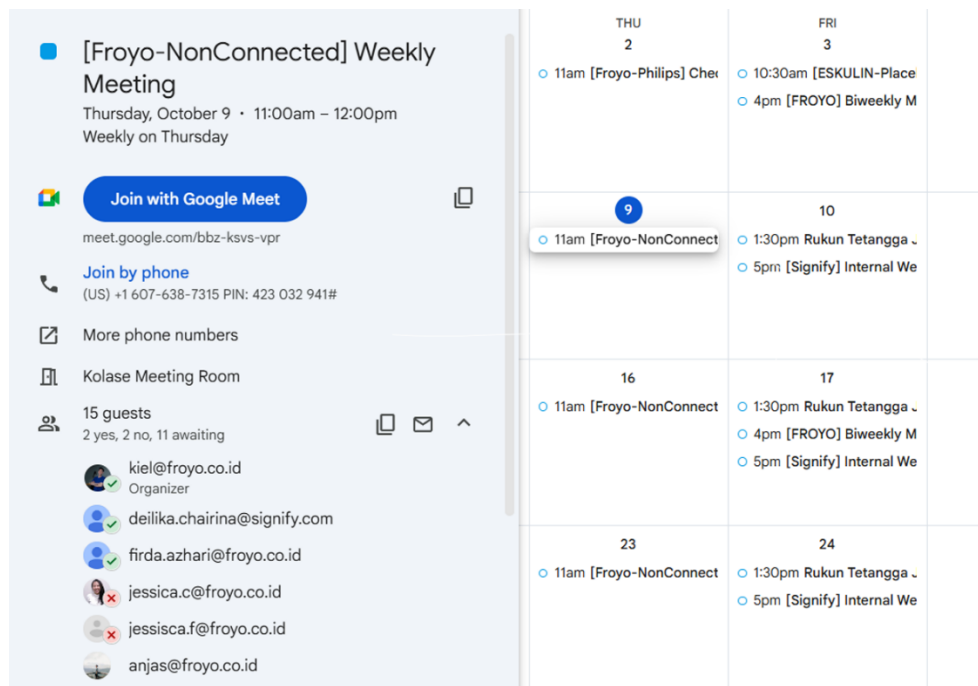 [Froyo-NonConnected] Weekly
Meeting
Thursday, October 9 • 11:00am – 12:00pm
Weekly on Thursday
Join with Google Meet
meet.google.com/bbz-ksvs-vpr
Join by phone
(US) +1 607-638-7315 PIN: 423 032 941#
More phone numbers
Kolase Meeting Room
15 guests
2 yes, 2 no, 11 awaiting
kiel@froyo.co.id
Organizer
deilika.chairina@signify.com
firda.azhari@froyo.co.id
jessica.c@froyo.co.id
jessisca.f@froyo.co.id
anjas@froyo.co.id
THU
2
11am [Froyo-Philips] Chec
FRI
3
10:30am [ESKULIN-Place
4pm [FROYO] Biweekly M
9
11am [Froyo-NonConnect
10
1:30pm Rukun Tetangga
5pm [Signify] Internal We
16
11am [Froyo-NonConnect
17
1:30pm Rukun Tetangga
4pm [FROYO] Biweekly M
5pm [Signify] Internal We
23
11am [Froyo-NonConnect
24
1:30pm Rukun Tetangga
5pm [Signify] Internal We